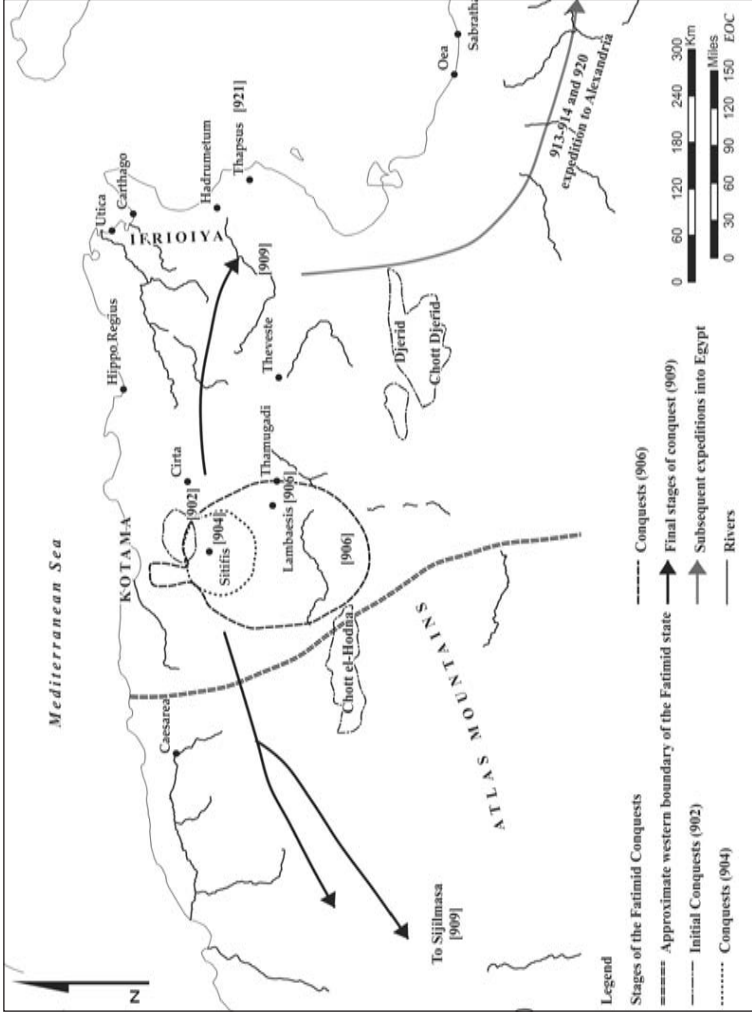 Mediterranean Sea
N
KOTAMA
Hippo Regius
Utica
Carthago
IFRIOIYA
Hadrumetum
Thapsus [921]
Caesarea
Cirta
[902]
[904]
Sitifis
Thamugadi
Lambaesis [906]
[906]
Theveste
[909]
Chott el-Hodna
ATLAS MOUNTAINS
Djerid
Chott Djerid
Oea
Sabratha
913-914 and 920
expedition to Alexandria
To Sijilmasa
[909]
Legend
Stages of the Fatimid Conquests
Approximate western boundary of the Fatimid state
Initial Conquests (902)
Conquests (904)
Conquests (906)
Final stages of conquest (909)
Subsequent expeditions into Egypt
Rivers
0 60 120 180 240 300
Km
Miles
0 30 60 90 120 150
EOC